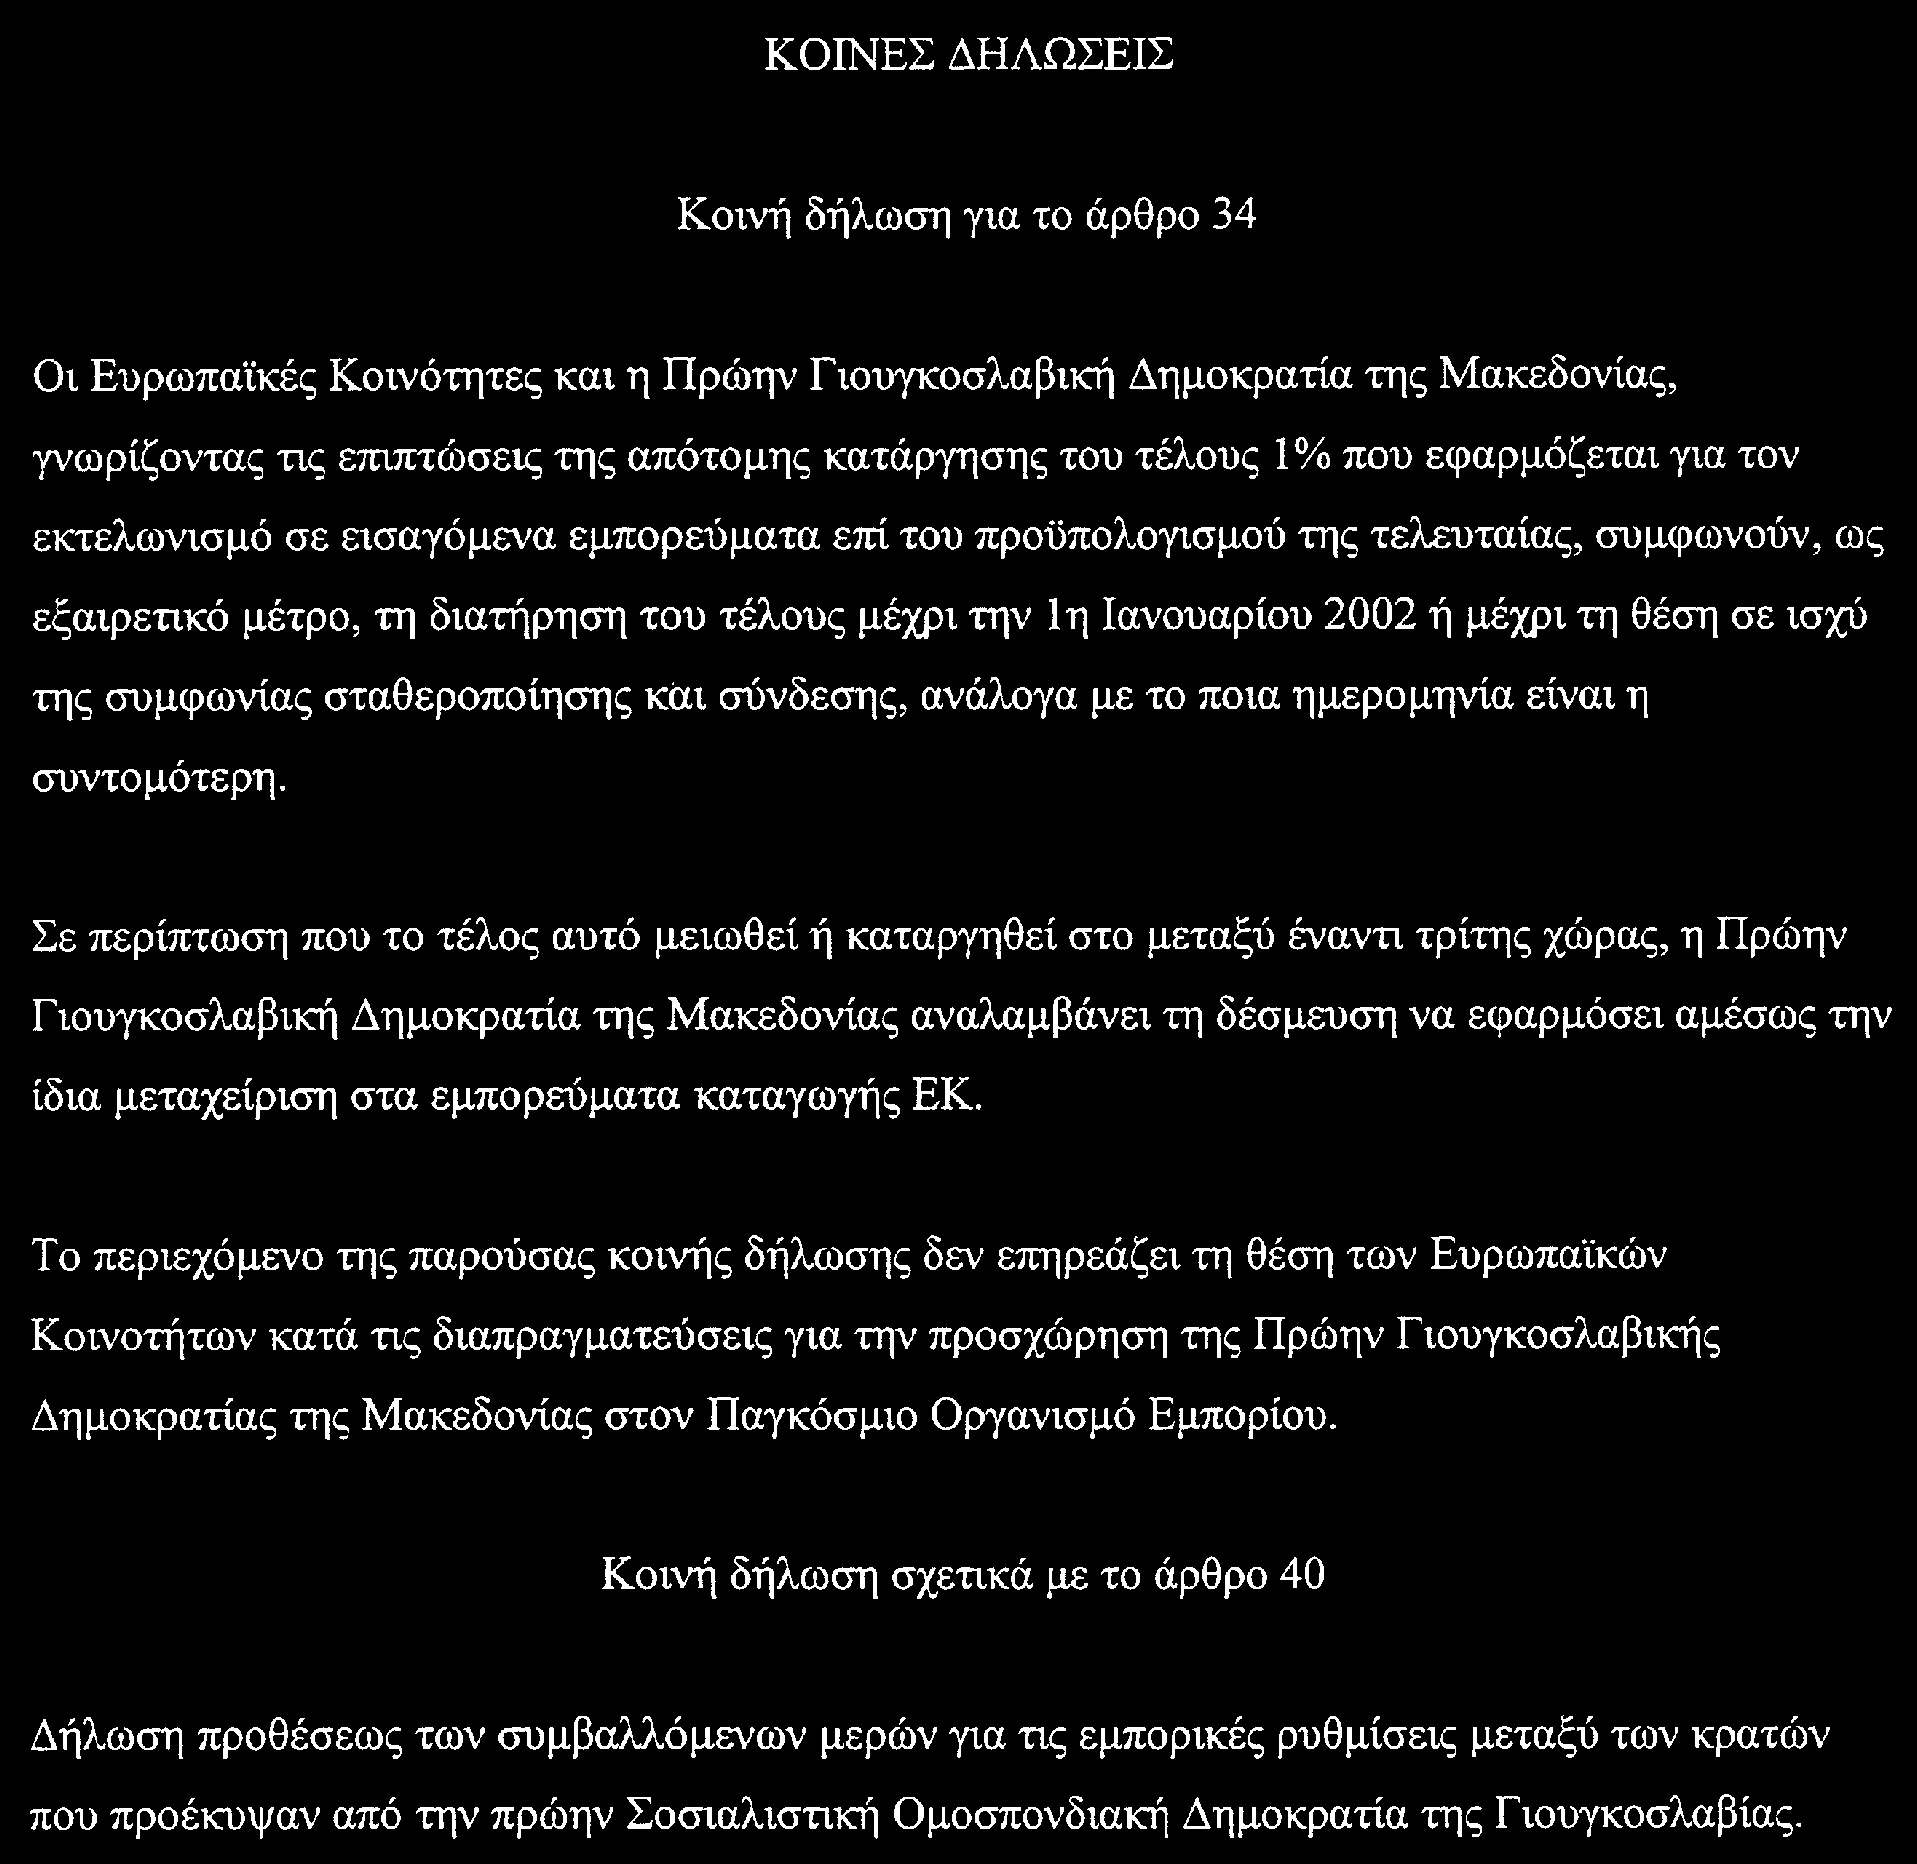 ΚΟΙΝΕΣ ΔΗΛΩΣΕΙΣ
Κοινή δήλωση για το άρθρο 34
Οι Ευρωπαϊκές Κοινότητες και η Πρώην Γιουγκοσλαβική Δημοκρατία της Μακεδονίας,
γνωρίζοντας τις επιπτώσεις της απότομης κατάργησης του τέλους 1% που εφαρμόζεται για τον
εκτελωνισμό σε εισαγόμενα εμπορεύματα επί του προϋπολογισμού της τελευταίας, συμφωνούν, ως
εξαιρετικό μέτρο, τη διατήρηση του τέλους μέχρι την 1η Ιανουαρίου 2002 ή μέχρι τη θέση σε ισχύ
της συμφωνίας σταθεροποίησης και σύνδεσης, ανάλογα με το ποια ημερομηνία είναι η
συντομότερη.
Σε περίπτωση που το τέλος αυτό μειωθεί ή καταργηθεί στο μεταξύ έναντι τρίτης χώρας, η Πρώην
Γιουγκοσλαβική Δημοκρατία της Μακεδονίας αναλαμβάνει τη δέσμευση να εφαρμόσει αμέσως την
ίδια μεταχείριση στα εμπορεύματα καταγωγής ΕΚ.
Το περιεχόμενο της παρούσας κοινής δήλωσης δεν επηρεάζει τη θέση των Ευρωπαϊκών
Κοινοτήτων κατά τις διαπραγματεύσεις για την προσχώρηση της Πρώην Γιουγκοσλαβικής
Δημοκρατίας της Μακεδονίας στον Παγκόσμιο Οργανισμό Εμπορίου.
Κοινή δήλωση σχετικά με το άρθρο 40
Δήλωση προθέσεως των συμβαλλόμενων μερών για τις εμπορικές ρυθμίσεις μεταξύ των κρατών
που προέκυψαν από την πρώην Σοσιαλιστική Ομοσπονδιακή Δημοκρατία της Γιουγκοσλαβίας.